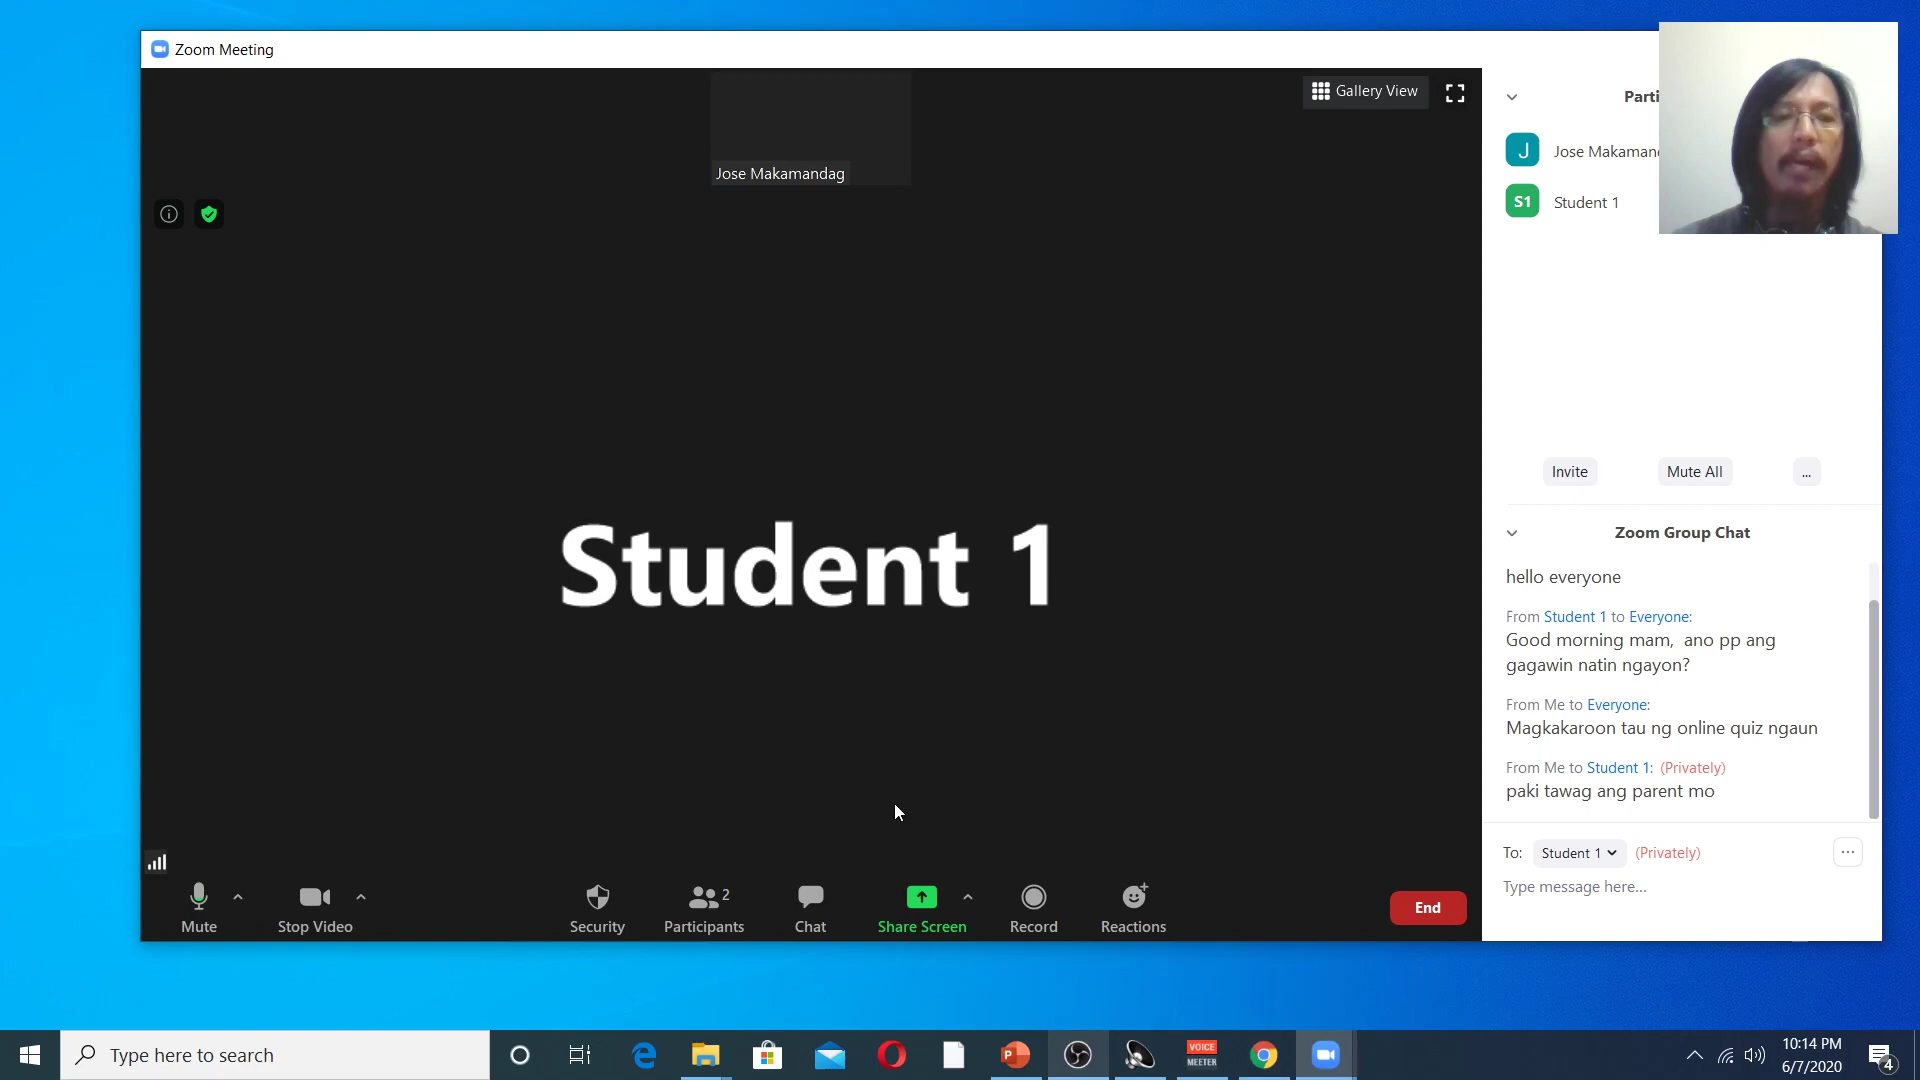 Zoom Meeting
Jose Makamandag
Gallery View
Parti
J
Jose Makaman
S1
Student 1
Student 1
Invite
Mute All
...
Zoom Group Chat
hello everyone
From Student 1 to Everyone:
Good morning mam,  ano pp ang
gagawin natin ngayon?
From Me to Everyone:
Magkakaroon tau ng online quiz ngaun
From Me to Student 1: (Privately)
paki tawag ang parent mo
To: Student 1 (Privately)
...
Type message here...
Mute
Stop Video
Security
2
Participants
Chat
Share Screen
Record
Reactions
End
Type here to search
P
VOICE
MEETER
10:14 PM
6/7/2020
4